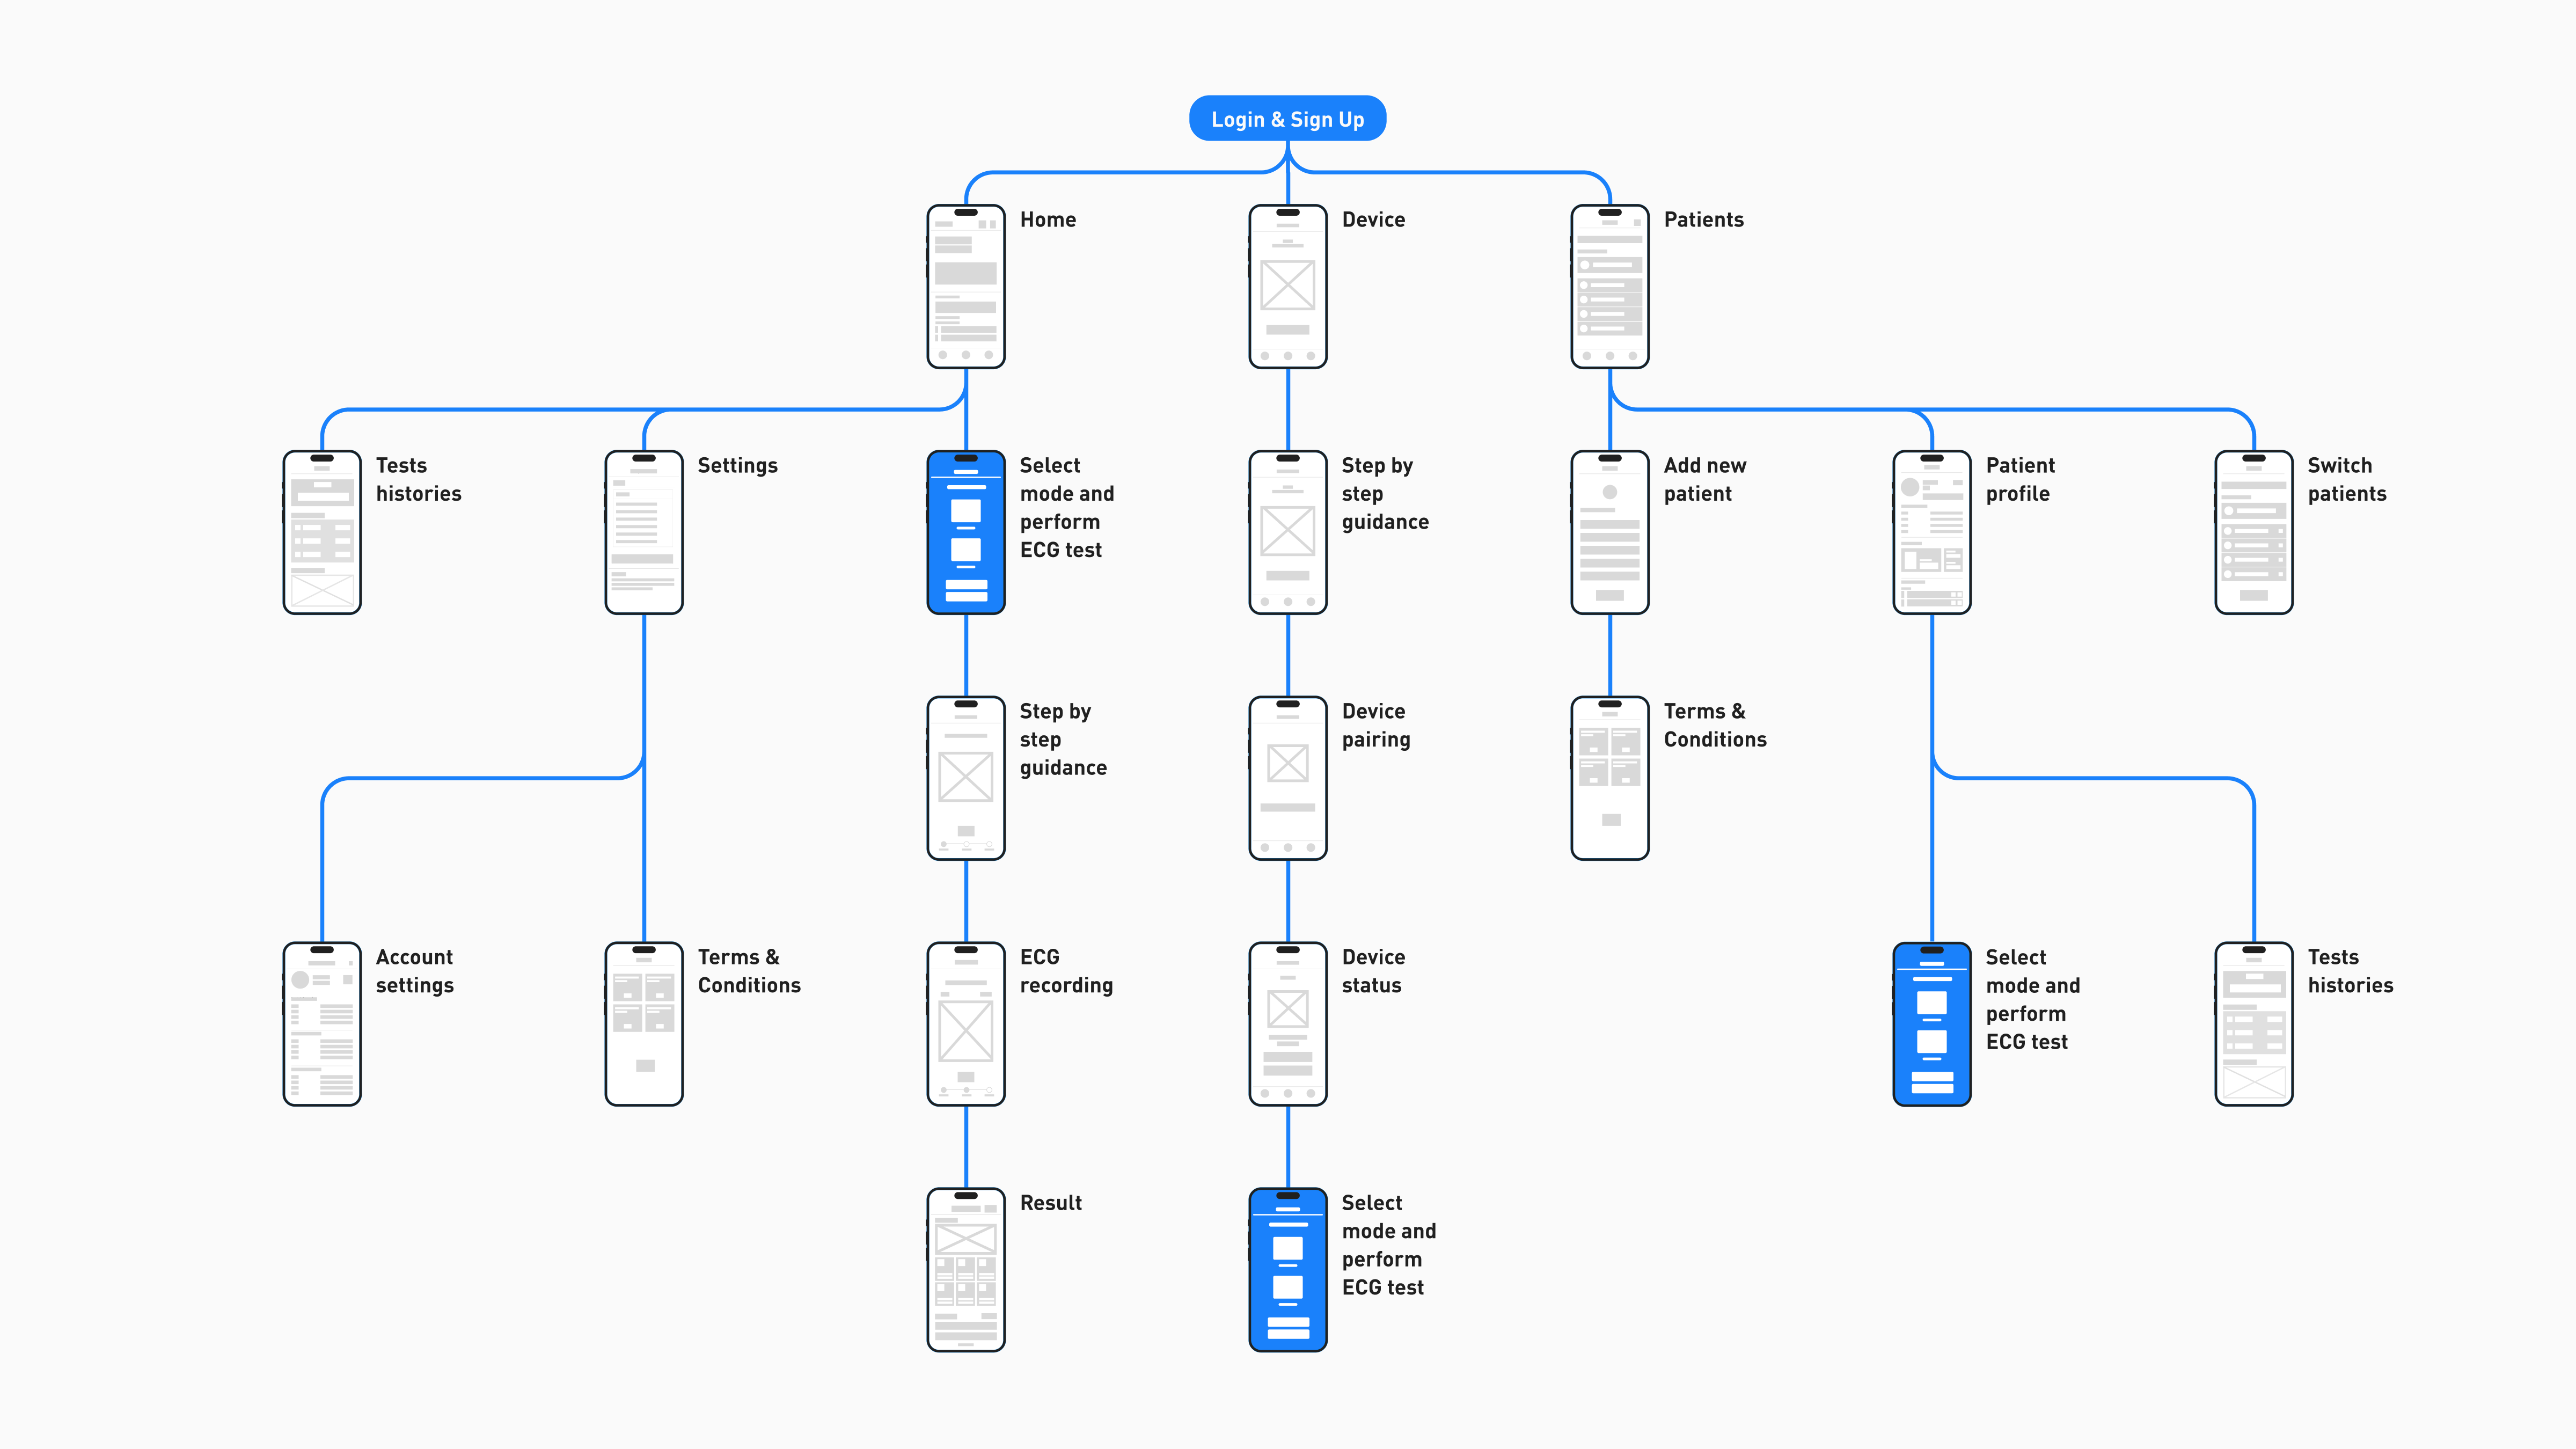 Login & Sign Up
Home
Device
Patients
Tests
histories
Settings
Select
mode and
perform
ECG test
Step by
step
guidance
Add new
patient
Patient
profile
Switch
patients
Step by
step
guidance
Device
pairing
Terms &
Conditions
Account
settings
Terms &
Conditions
ECG
recording
Device
status
Select
mode and
perform
ECG test
Tests
histories
Result
Select
mode and
perform
ECG test